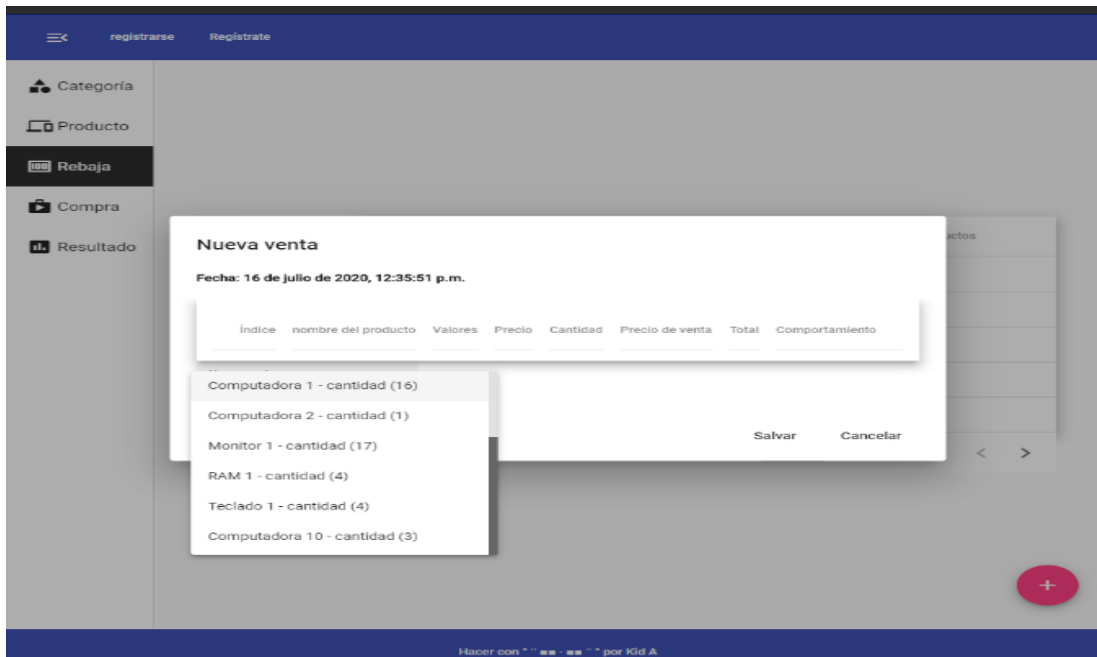 registrarse Regístrate
Categoría
Producto
Rebaja
Compra
Resultado
Nueva venta
Fecha: 16 de julio de 2020, 12:35:51 p.m.
Índice nombre del producto Valores Precio Cantidad Precio de venta Total Comportamiento
Computadora 1 - cantidad (16)
Computadora 2 - cantidad (1)
Monitor 1 - cantidad (17)
RAM 1 - cantidad (4)
Teclado 1 - cantidad (4)
Computadora 10 - cantidad (3)
Salvar Cancelar
Hacer con por Kid A